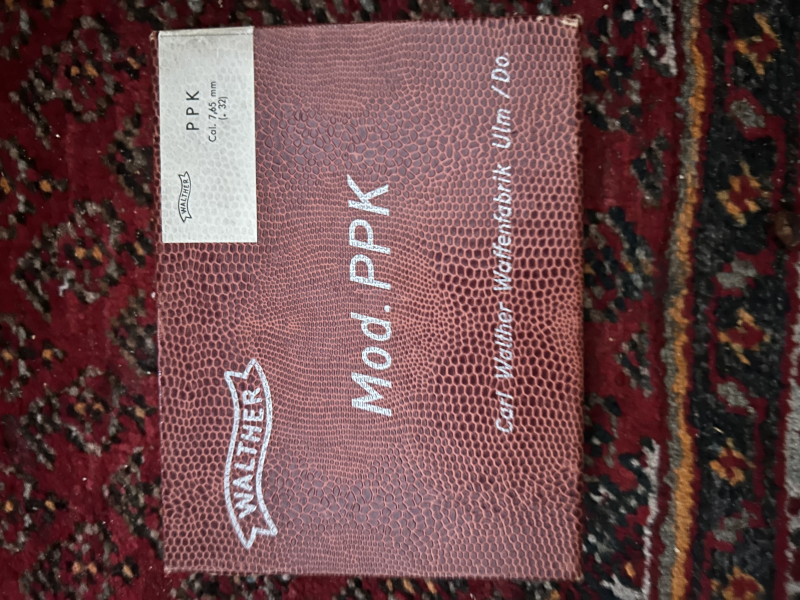 WALTHER
PPK
Cal. 7,65 mm
(. 32)
WALTHER
Mod. PPK
Carl Walther Waffenfabrik Ulm / Do.